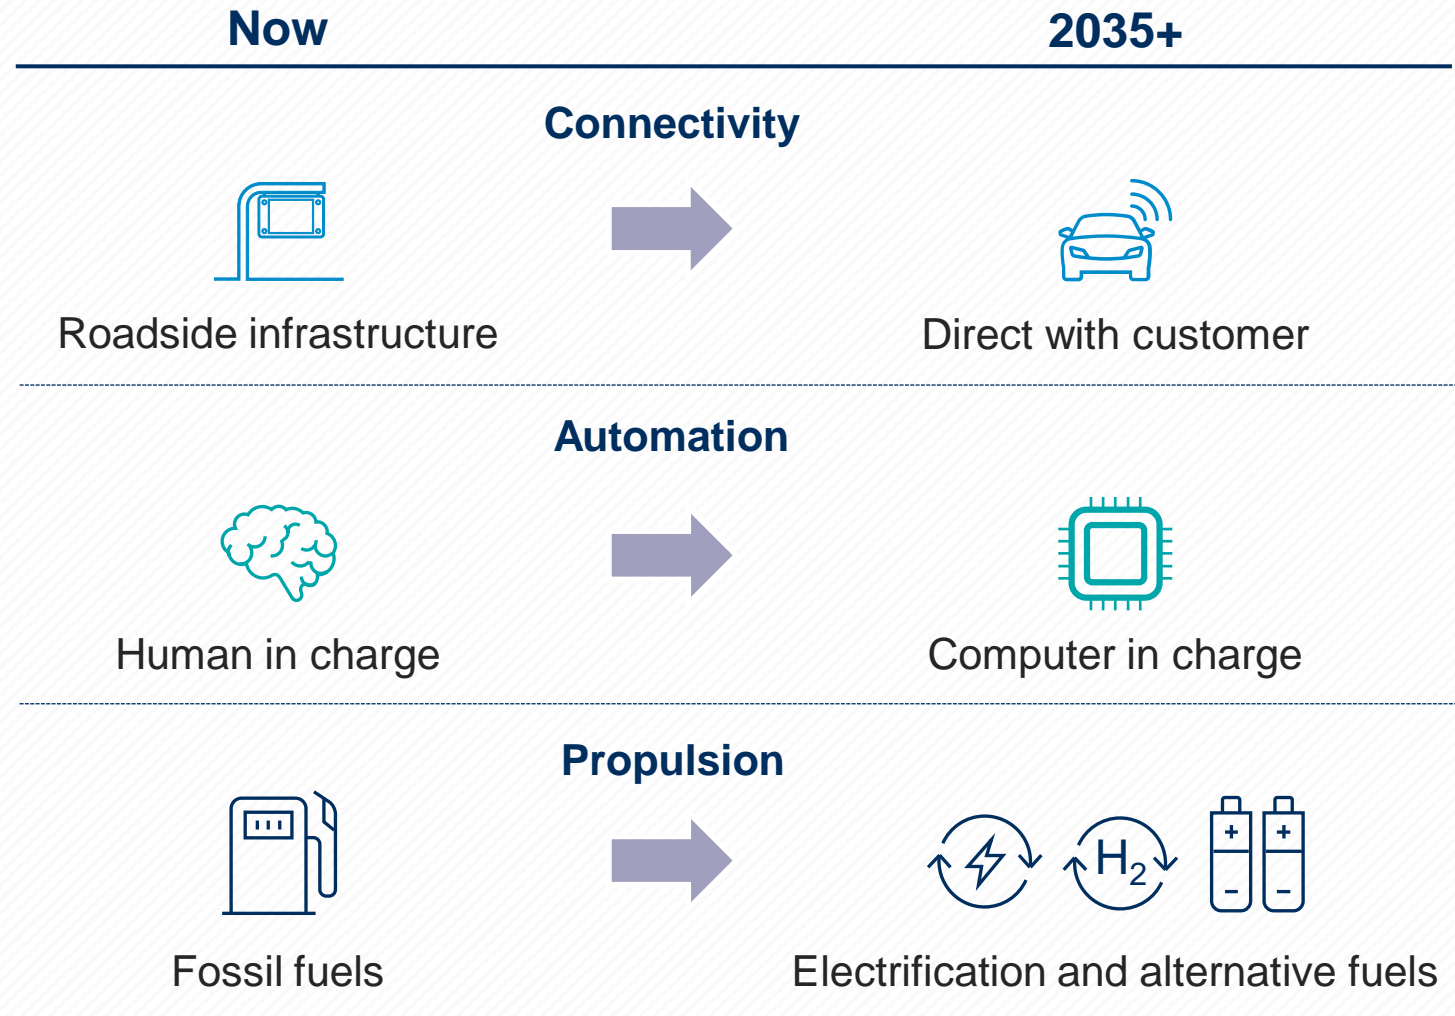 Now
2035+
Connectivity
Roadside infrastructure
Direct with customer
Automation
Human in charge
Computer in charge
Propulsion
H₂
+
+
-
-
Fossil fuels
Electrification and alternative fuels